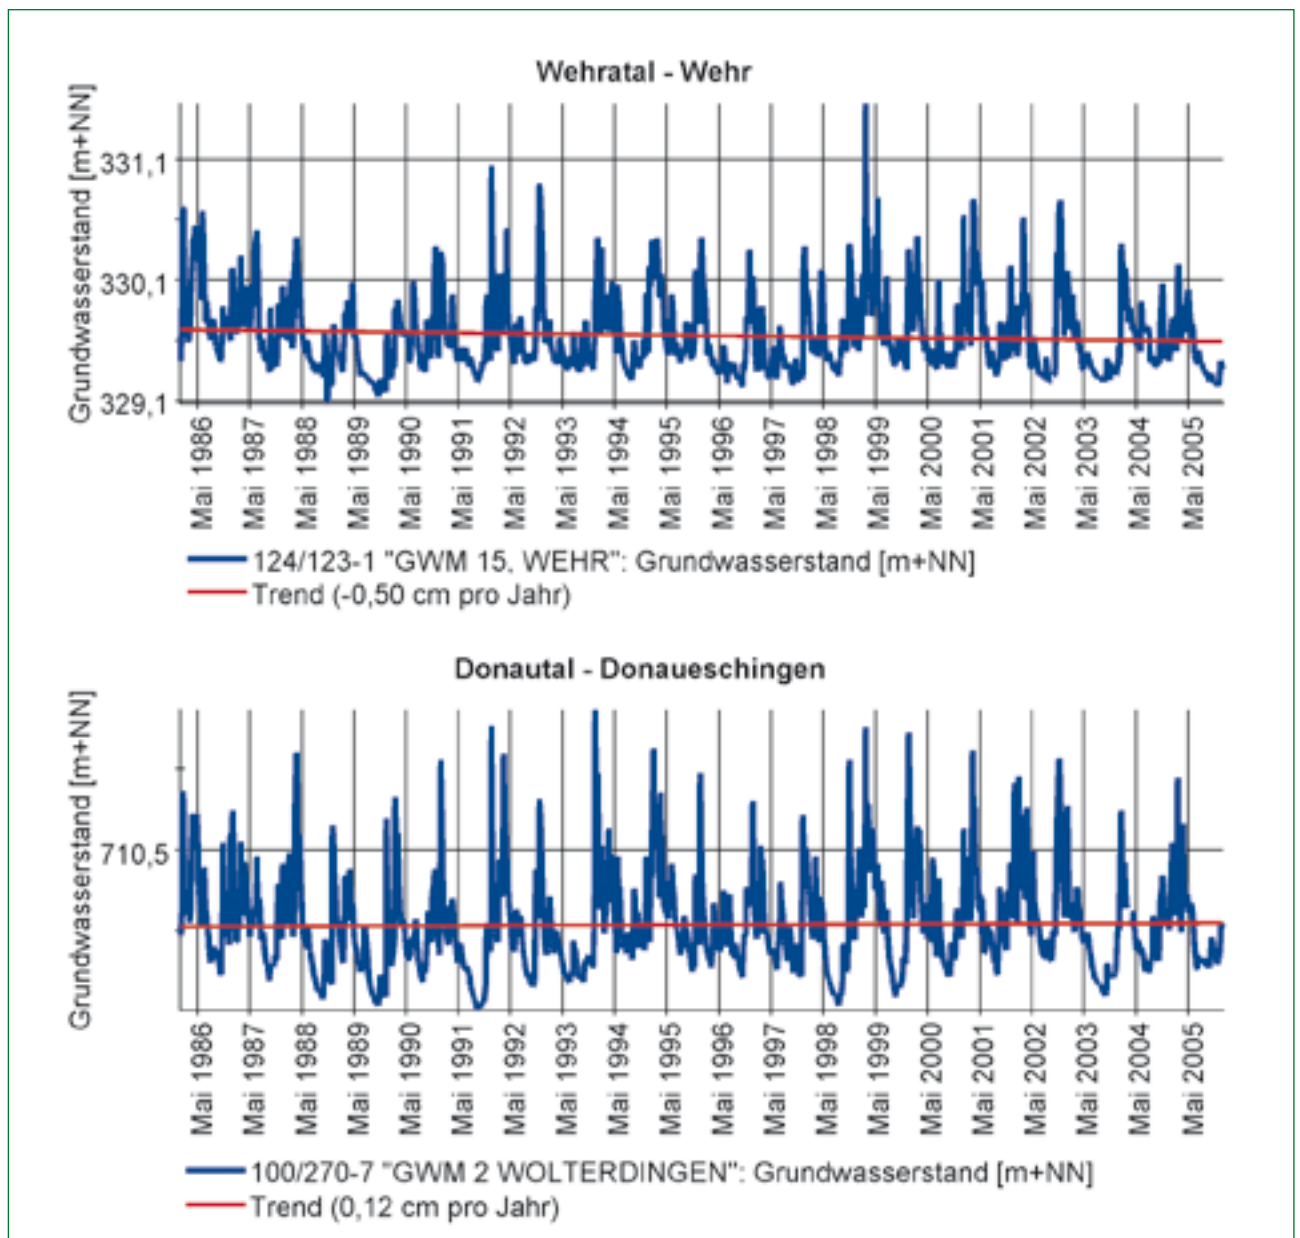 Wehratal - Wehr
Grundwasserstand [m+NN]
331,1
330,1
329,1
Mai 1986
Mai 1987
Mai 1988
Mai 1989
Mai 1990
Mai 1991
Mai 1992
Mai 1993
Mai 1994
Mai 1995
Mai 1996
Mai 1997
Mai 1998
Mai 1999
Mai 2000
Mai 2001
Mai 2002
Mai 2003
Mai 2004
Mai 2005
124/123-1 "GWM 15, WEHR": Grundwasserstand [m+NN]
Trend (-0,50 cm pro Jahr)
Donautal - Donaueschingen
Grundwasserstand [m+NN]
710,5
Mai 1986
Mai 1987
Mai 1988
Mai 1989
Mai 1990
Mai 1991
Mai 1992
Mai 1993
Mai 1994
Mai 1995
Mai 1996
Mai 1997
Mai 1998
Mai 1999
Mai 2000
Mai 2001
Mai 2002
Mai 2003
Mai 2004
Mai 2005
100/270-7 "GWM 2 WOLTERDINGEN": Grundwasserstand [m+NN]
Trend (0,12 cm pro Jahr)